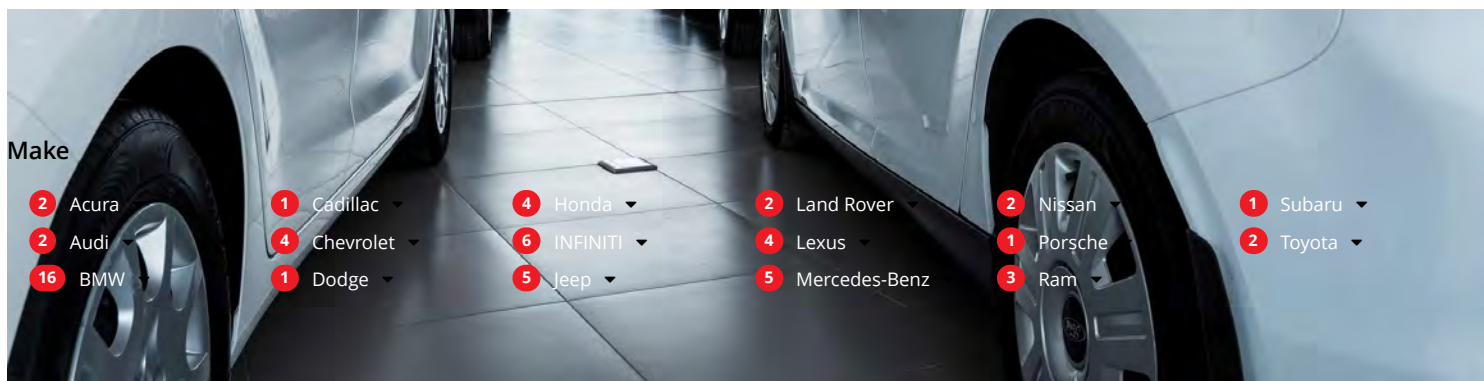 Make
2 Acura
1 Cadillac
4 Honda
2 Land Rover
2 Nissan
1 Subaru
2 Audi
4 Chevrolet
6 INFINITI
4 Lexus
1 Porsche
2 Toyota
16 BMW
1 Dodge
5 Jeep
5 Mercedes-Benz
3 Ram